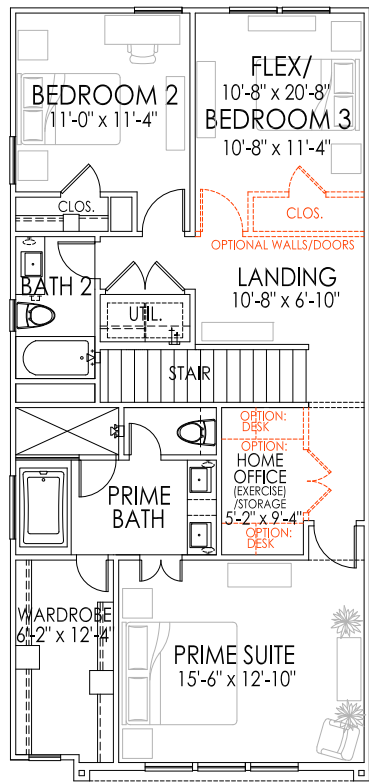 BEDROOM 2
11'-0" x 11'-4"
FLEX/
10'-8" x 20'-8"
BEDROOM 3
10'-8" x 11'-4"
CLOS.
CLOS.
OPTIONAL WALLS/DOORS
BATH 2
UTIL.
LANDING
10'-8" x 6'-10"
STAIR
OPTION:
DESK
OPTION:
HOME
OFFICE
(EXERCISE)
/STORAGE
5'-2" x 9'-4"
OPTION:
DESK
PRIME
BATH
WARDROBE
6'-2" x 12'-4"
PRIME SUITE
15'-6" x 12'-10"